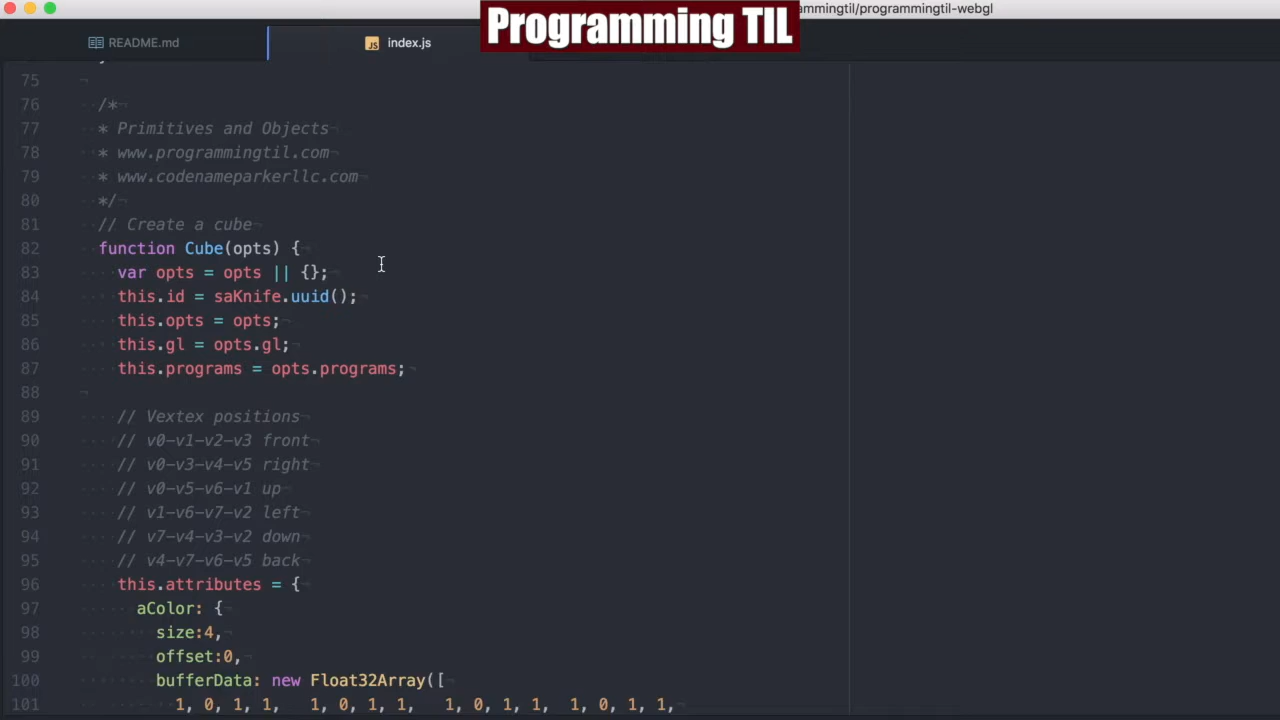 ammingtil/programmingtil-webgl
Programming TIL
README.md
JS index.js
75
76 /*
77 * Primitives and Objects
78 * www.programmingtil.com
79 * www.codenameparkerllc.com
80 */
81 // Create a cube
82 function Cube(opts) {
83 var opts = opts || {};
84 this.id = saKnife.uuid();
85 this.opts = opts;
86 this.gl = opts.gl;
87 this.programs = opts.programs;
88
89 // Vextex positions
90 // v0-v1-v2-v3 front
91 // v0-v3-v4-v5 right
92 // v0-v5-v6-v1 up
93 // v1-v6-v7-v2 left
94 // v7-v4-v3-v2 down
95 // v4-v7-v6-v5 back
96 this.attributes = {
97 aColor: {
98 size:4,
99 offset:0,
100 bufferData: new Float32Array([
101 1, 0, 1, 1, 1, 0, 1, 1, 1, 0, 1, 1, 1, 0, 1, 1,